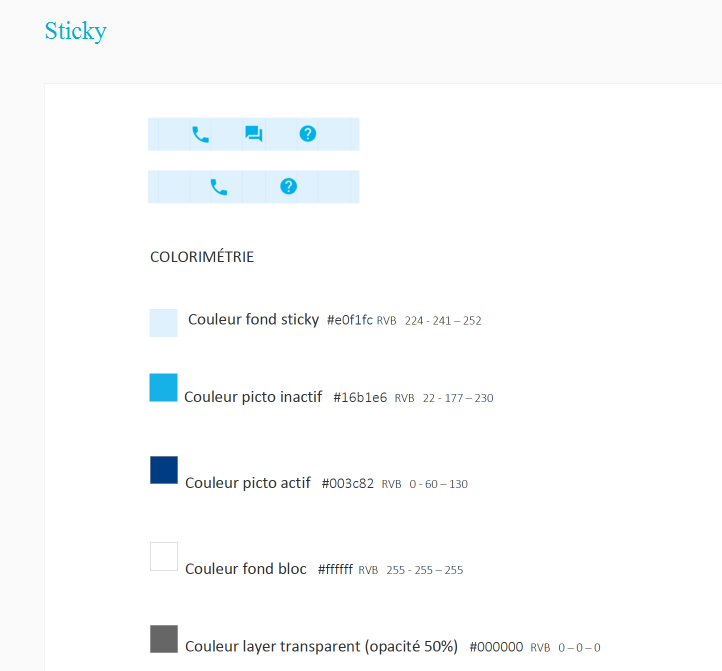 Sticky
COLORIMÉTRIE
Couleur fond sticky #e0f1fc RVB 224 - 241 – 252
Couleur picto inactif #16b1e6 RVB 22 - 177 – 230
Couleur picto actif #003c82 RVB 0 - 60 – 130
Couleur fond bloc #ffffff RVB 255 - 255 – 255
Couleur layer transparent (opacité 50%) #000000 RVB 0 – 0 – 0